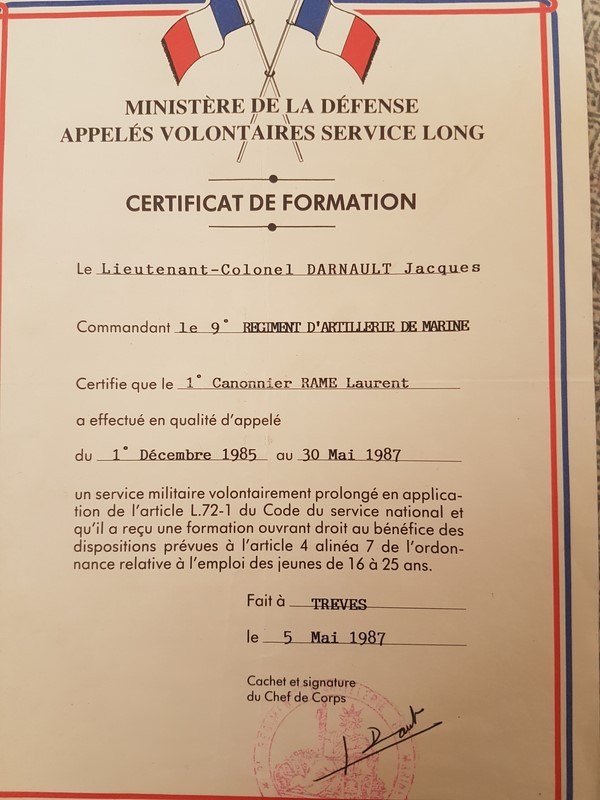 MINISTÈRE DE LA DÉFENSE
APPELÉS VOLONTAIRES SERVICE LONG
CERTIFICAT DE FORMATION
Le Lieutenant-Colonel DARNAULT Jacques
Commandant le 9° REGIMENT D'ARTILLERIE DE MARINE
Certifie que le 1° Canonnier RAME Laurent
a effectué en qualité d'appelé
du 1° Décembre 1985 au 30 Mai 1987
un service militaire volontairement prolongé en applica-
tion de l'article L.72-1 du Code du service national et
qu'il a reçu une formation ouvrant droit au bénéfice des
dispositions prévues à l'article 4 alinéa 7 de l'ordon-
nance relative à l'emploi des jeunes de 16 à 25 ans.
Fait à TREVES
le 5 Mai 1987
Cachet et signature
du Chef de Corps